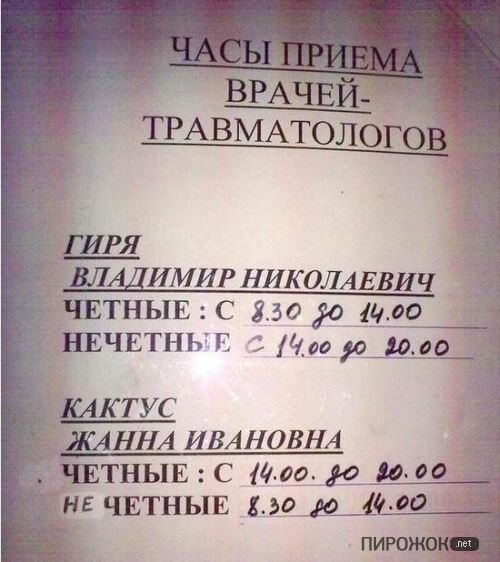 ЧАСЫ ПРИЕМА
ВРАЧЕЙ-
ТРАВМАТОЛОГОВ
ГИРЯ
ВЛАДИМИР НИКОЛАЕВИЧ
ЧЕТНЫЕ : С 8.30 до 14.00
НЕЧЕТНЫЕ С 14.00 до 20.00
КАКТУС
ЖАННА ИВАНОВНА
ЧЕТНЫЕ : С 14.00. до 20.00
НЕ ЧЕТНЫЕ 8.30 до 14.00
ПИРОЖОК.net